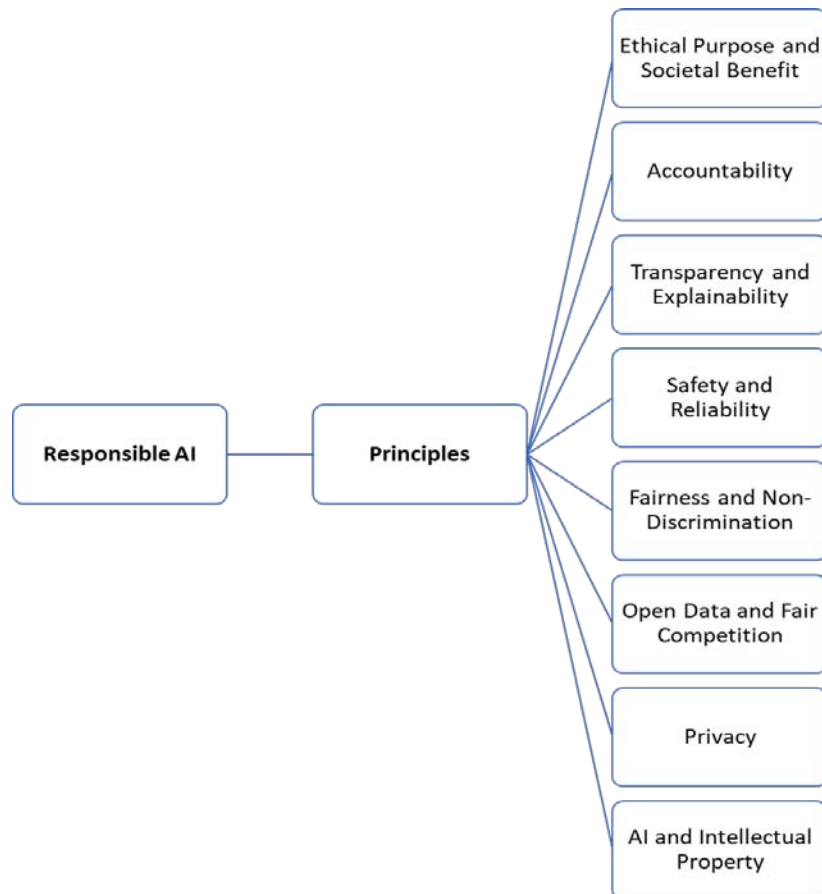 Responsible AI
Principles
Ethical Purpose and
Societal Benefit
Accountability
Transparency and
Explainability
Safety and
Reliability
Fairness and Non-
Discrimination
Open Data and Fair
Competition
Privacy
AI and Intellectual
Property